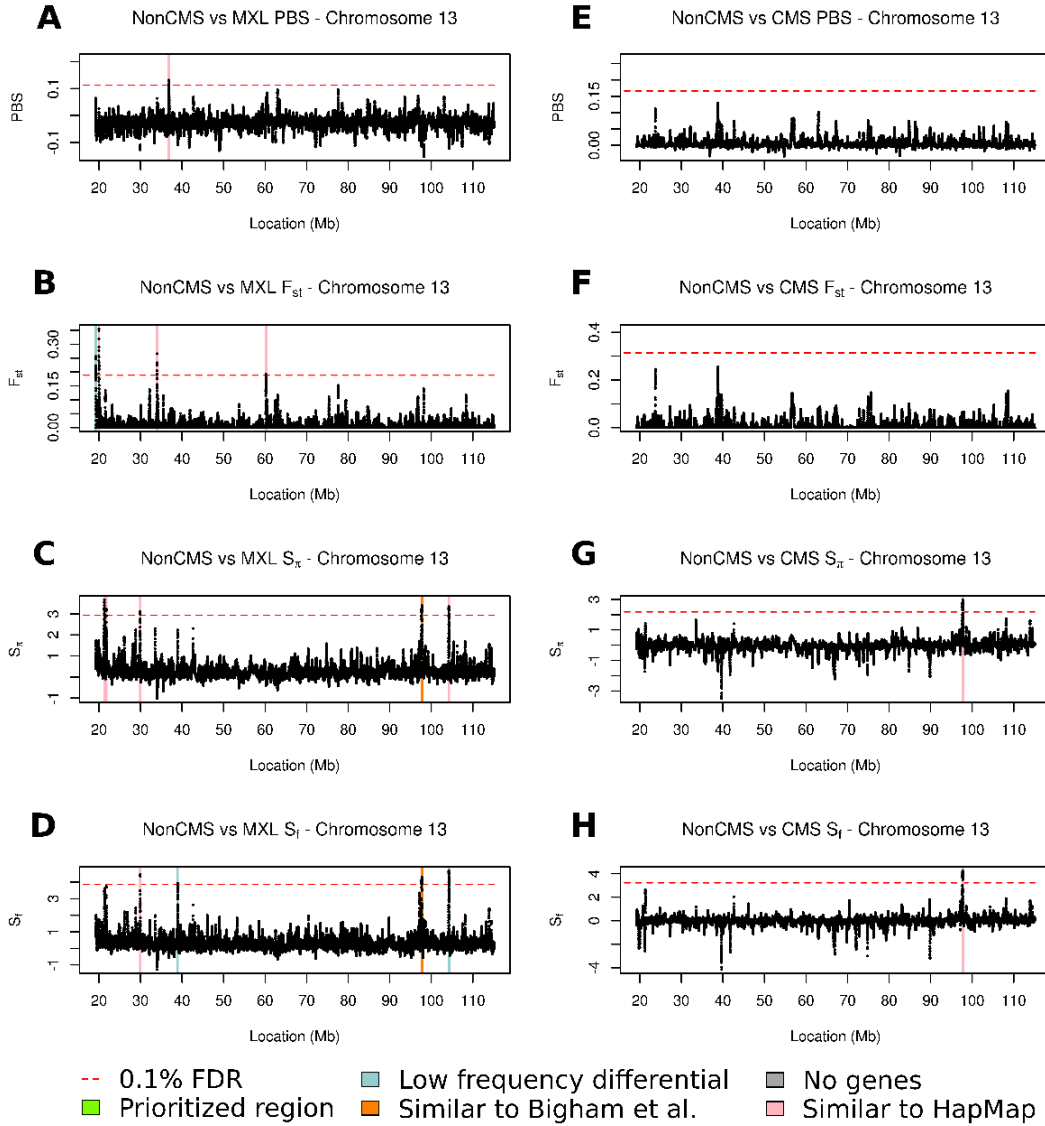 A
NonCMS vs MXL PBS - Chromosome 13
PBS
0.1
-0.1
20 30 40 50 60 70 80 90 100 110
Location (Mb)
B
NonCMS vs MXL Fst - Chromosome 13
Fst
0.30
0.15
0.00
20 30 40 50 60 70 80 90 100 110
Location (Mb)
C
NonCMS vs MXL Sπ - Chromosome 13
Sπ
3
2
1
-1
20 30 40 50 60 70 80 90 100 110
Location (Mb)
D
NonCMS vs MXL Sf - Chromosome 13
Sf
3
1
-1
20 30 40 50 60 70 80 90 100 110
Location (Mb)
E
NonCMS vs CMS PBS - Chromosome 13
PBS
0.15
0.00
20 30 40 50 60 70 80 90 100 110
Location (Mb)
F
NonCMS vs CMS Fst - Chromosome 13
Fst
0.4
0.2
0.0
20 30 40 50 60 70 80 90 100 110
Location (Mb)
G
NonCMS vs CMS Sπ - Chromosome 13
Sπ
3
1
-1
-3
20 30 40 50 60 70 80 90 100 110
Location (Mb)
H
NonCMS vs CMS Sf - Chromosome 13
Sf
4
2
0
-4
20 30 40 50 60 70 80 90 100 110
Location (Mb)
0.1% FDR
Prioritized region
Low frequency differential
Similar to Bigham et al.
No genes
Similar to HapMap